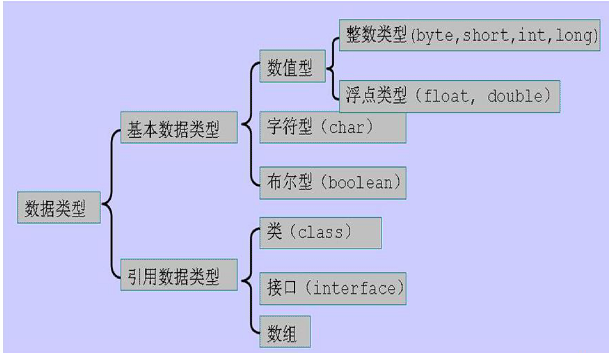 整数类型(byte,short,int,long)
数值型
浮点类型（float, double）
基本数据类型
字符型（char）
布尔型（boolean）
数据类型
类（class）
引用数据类型
接口（interface）
数组